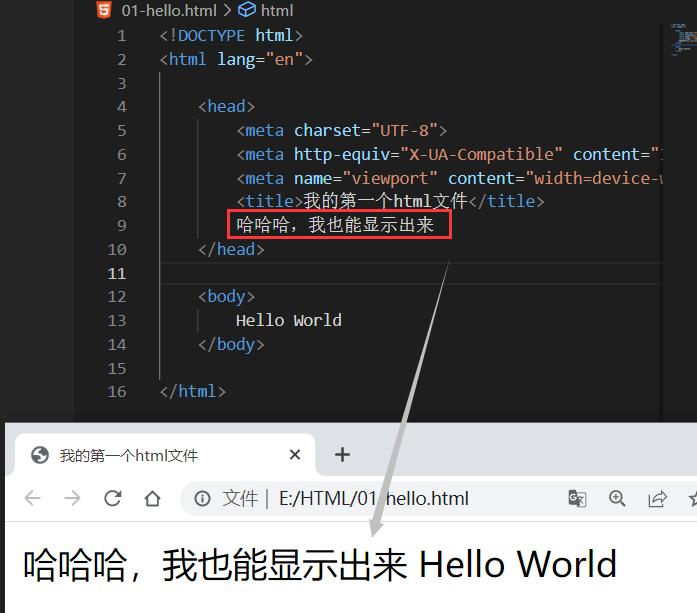 01-hello.html > html
1 <!DOCTYPE html>
2 <html lang="en">
3
4 <head>
5 <meta charset="UTF-8">
6 <meta http-equiv="X-UA-Compatible" content="
7 <meta name="viewport" content="width=device-w
8 <title>我的第一个html文件</title>
9 哈哈哈，我也能显示出来
10 </head>
11
12 <body>
13 Hello World
14 </body>
15
16 </html>
我的第一个html文件
文件 | E:/HTML/01-hello.html
哈哈哈，我也能显示出来 Hello World